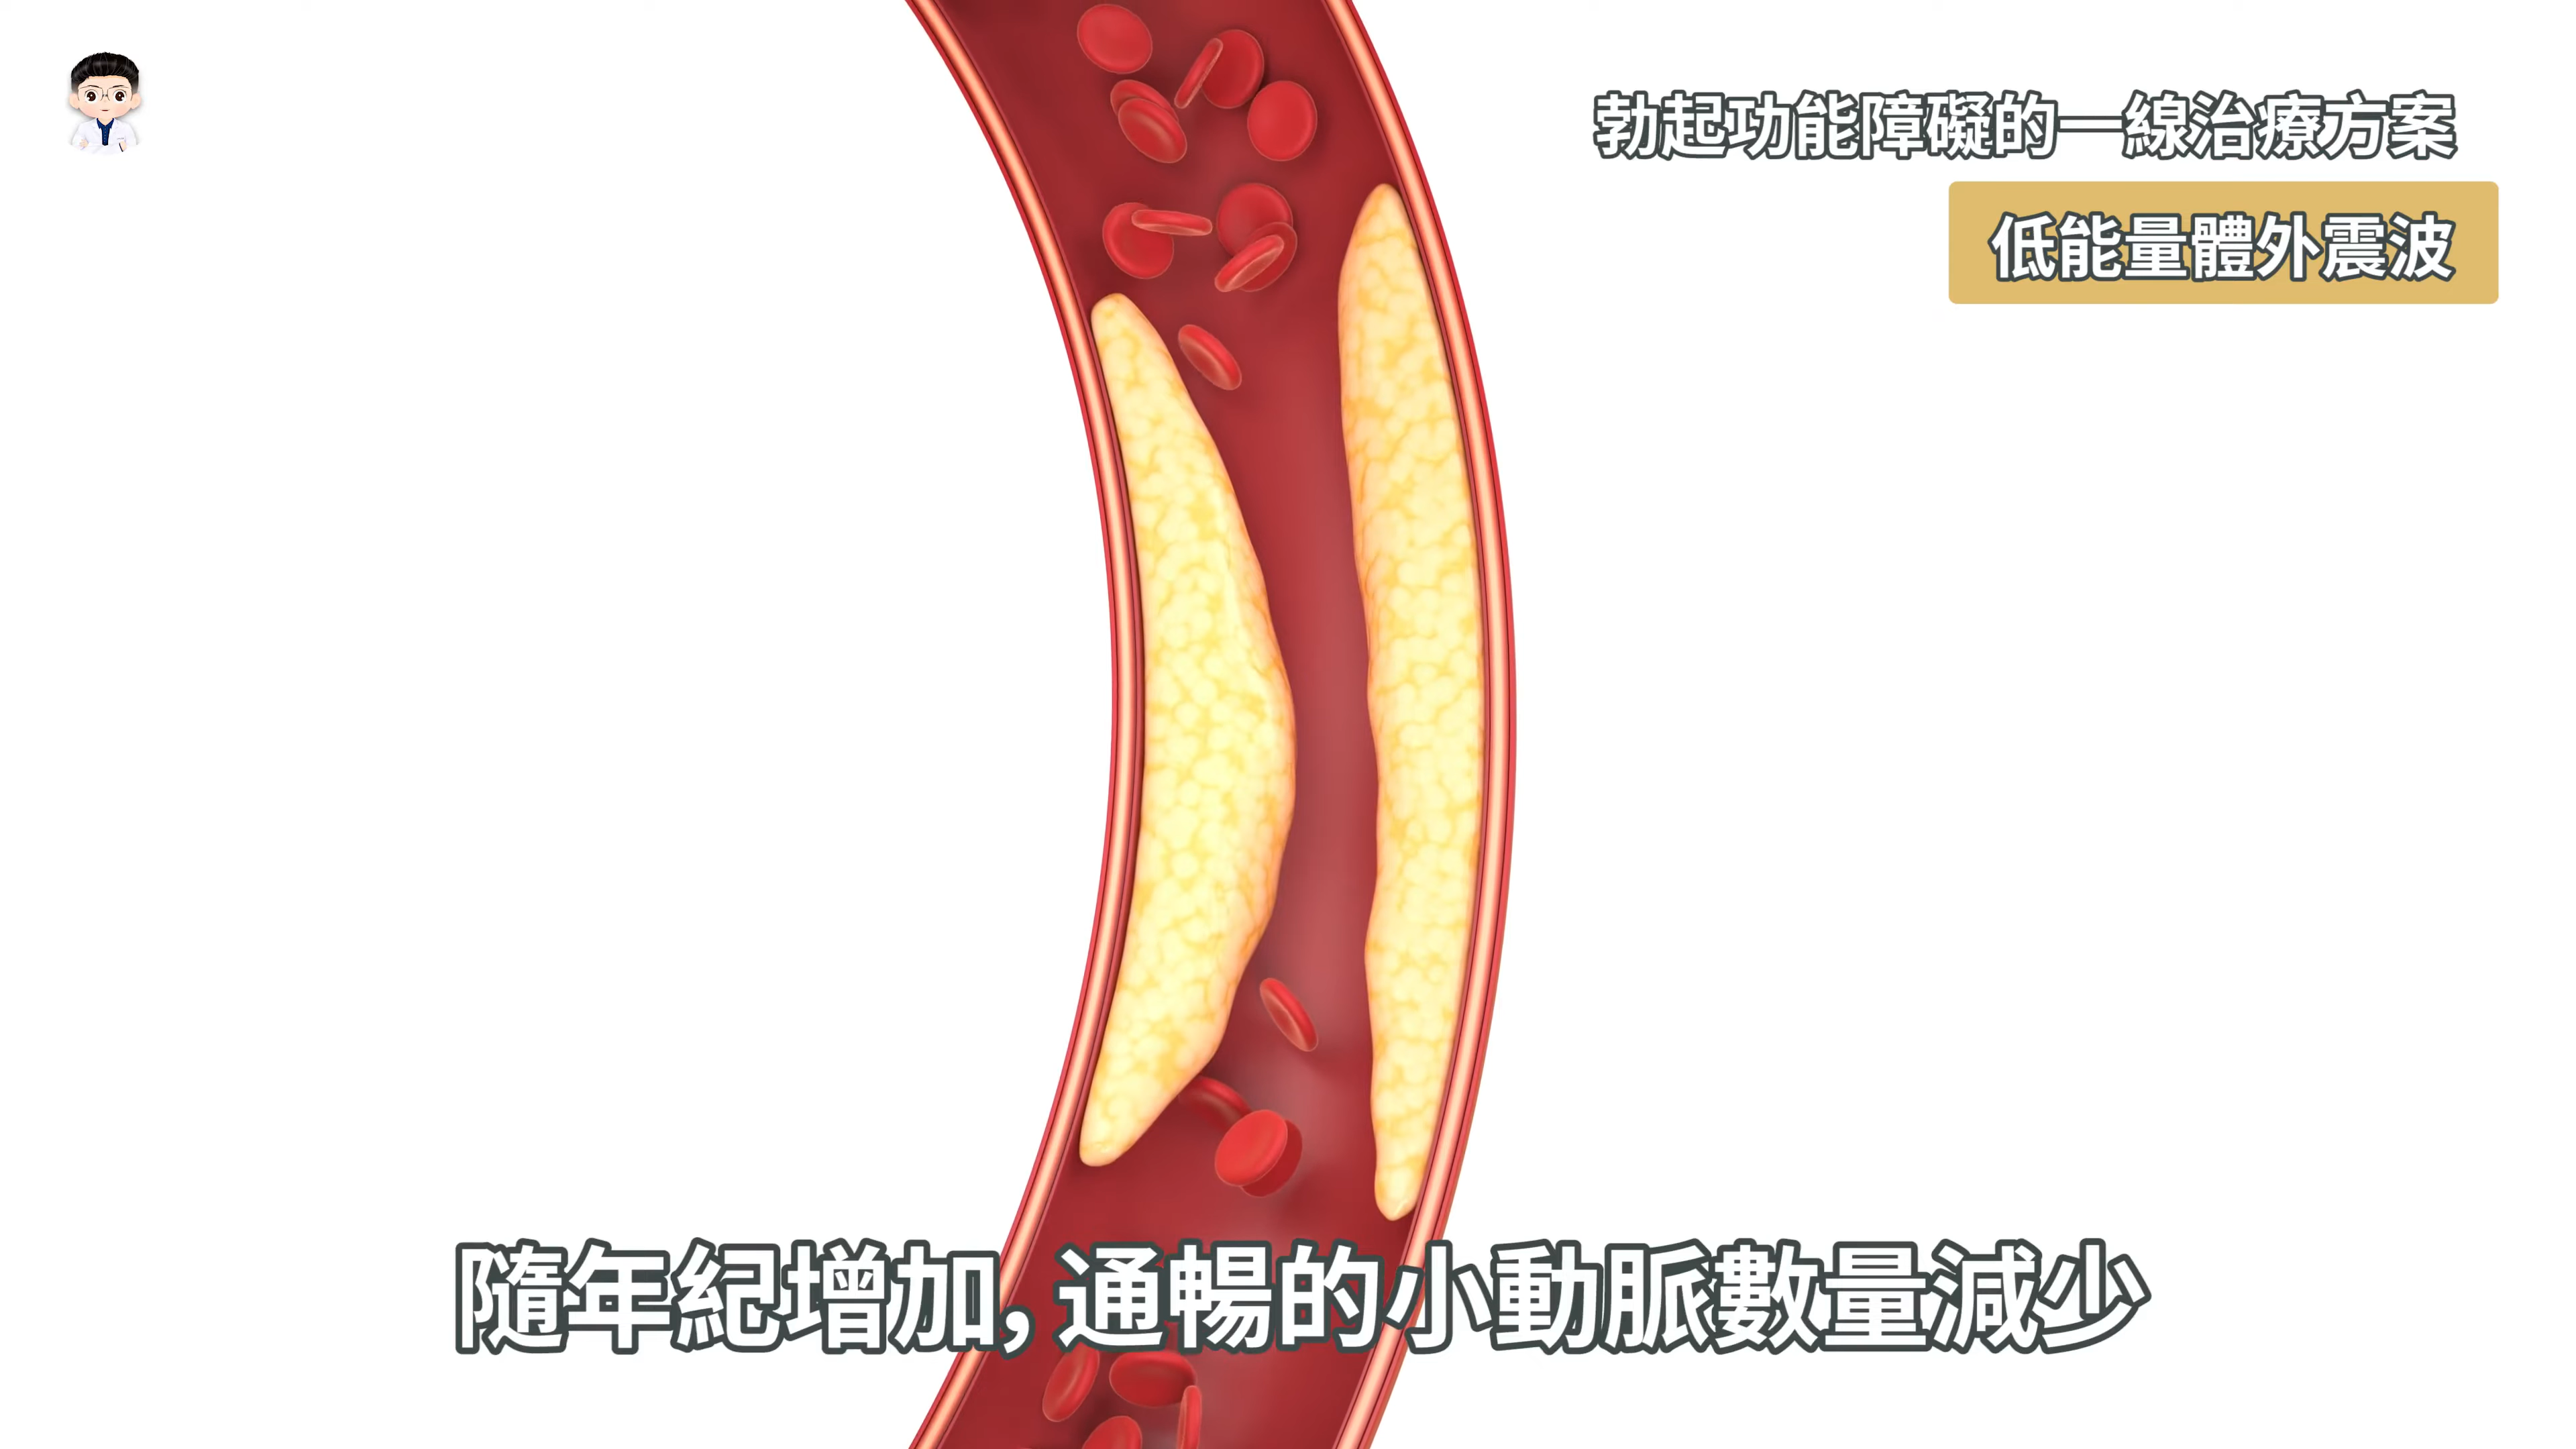 勃起功能障礙的一線治療方案
低能量體外震波
隨年紀增加,通暢的小動脈數量減少